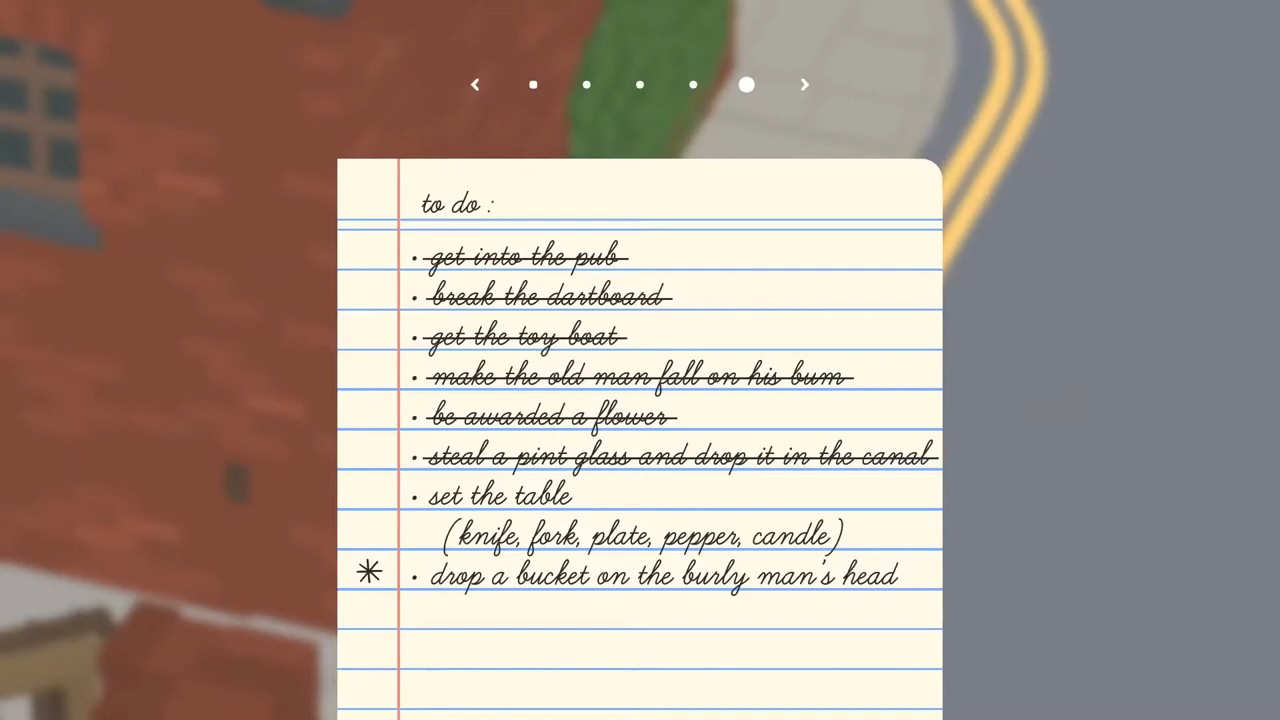 to do :
• get into the pub
• break the dartboard
• get the toy boat
• make the old man fall on his bum
• be awarded a flower
• steal a pint glass and drop it in the canal
• set the table
(knife, fork, plate, pepper, candle)
• drop a bucket on the burly man's head